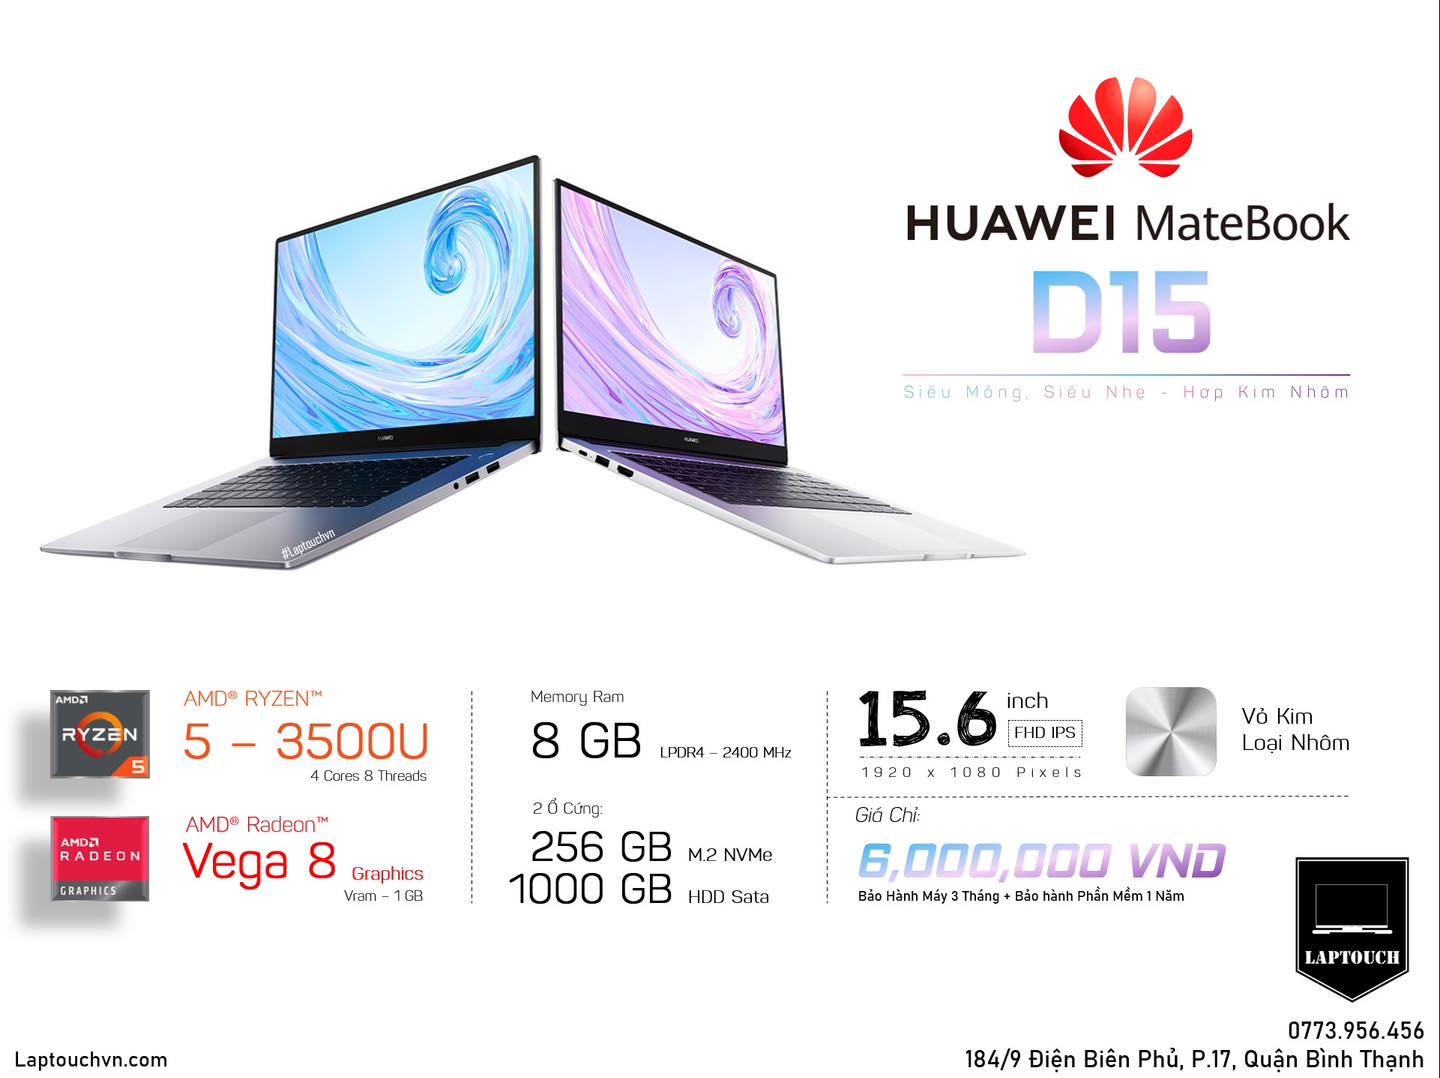 HUAWEI MateBook
D15
Siêu Mỏng, Siêu Nhẹ - Hợp Kim Nhôm
HUAWEI
HUAWEI
#Laptouchvn
AMD
RYZEN
5
AMD® RYZEN™
5 – 3500U
4 Cores 8 Threads
AMD
RADEON
GRAPHICS
AMD® Radeon™
Vega 8 Graphics
Vram – 1 GB
Memory Ram
8 GB LPDR4 – 2400 MHz
2 Ổ Cứng:
256 GB M.2 NVMe
1000 GB HDD Sata
15.6 inch
FHD IPS
1920 x 1080 Pixels
Vỏ Kim
Loại Nhôm
Giá Chỉ:
6,000,000 VND
Bảo Hành Máy 3 Tháng + Bảo hành Phần Mềm 1 Năm
LAPTOUCH
0773.956.456
Laptouchvn.com
184/9 Điện Biên Phủ, P.17, Quận Bình Thạnh